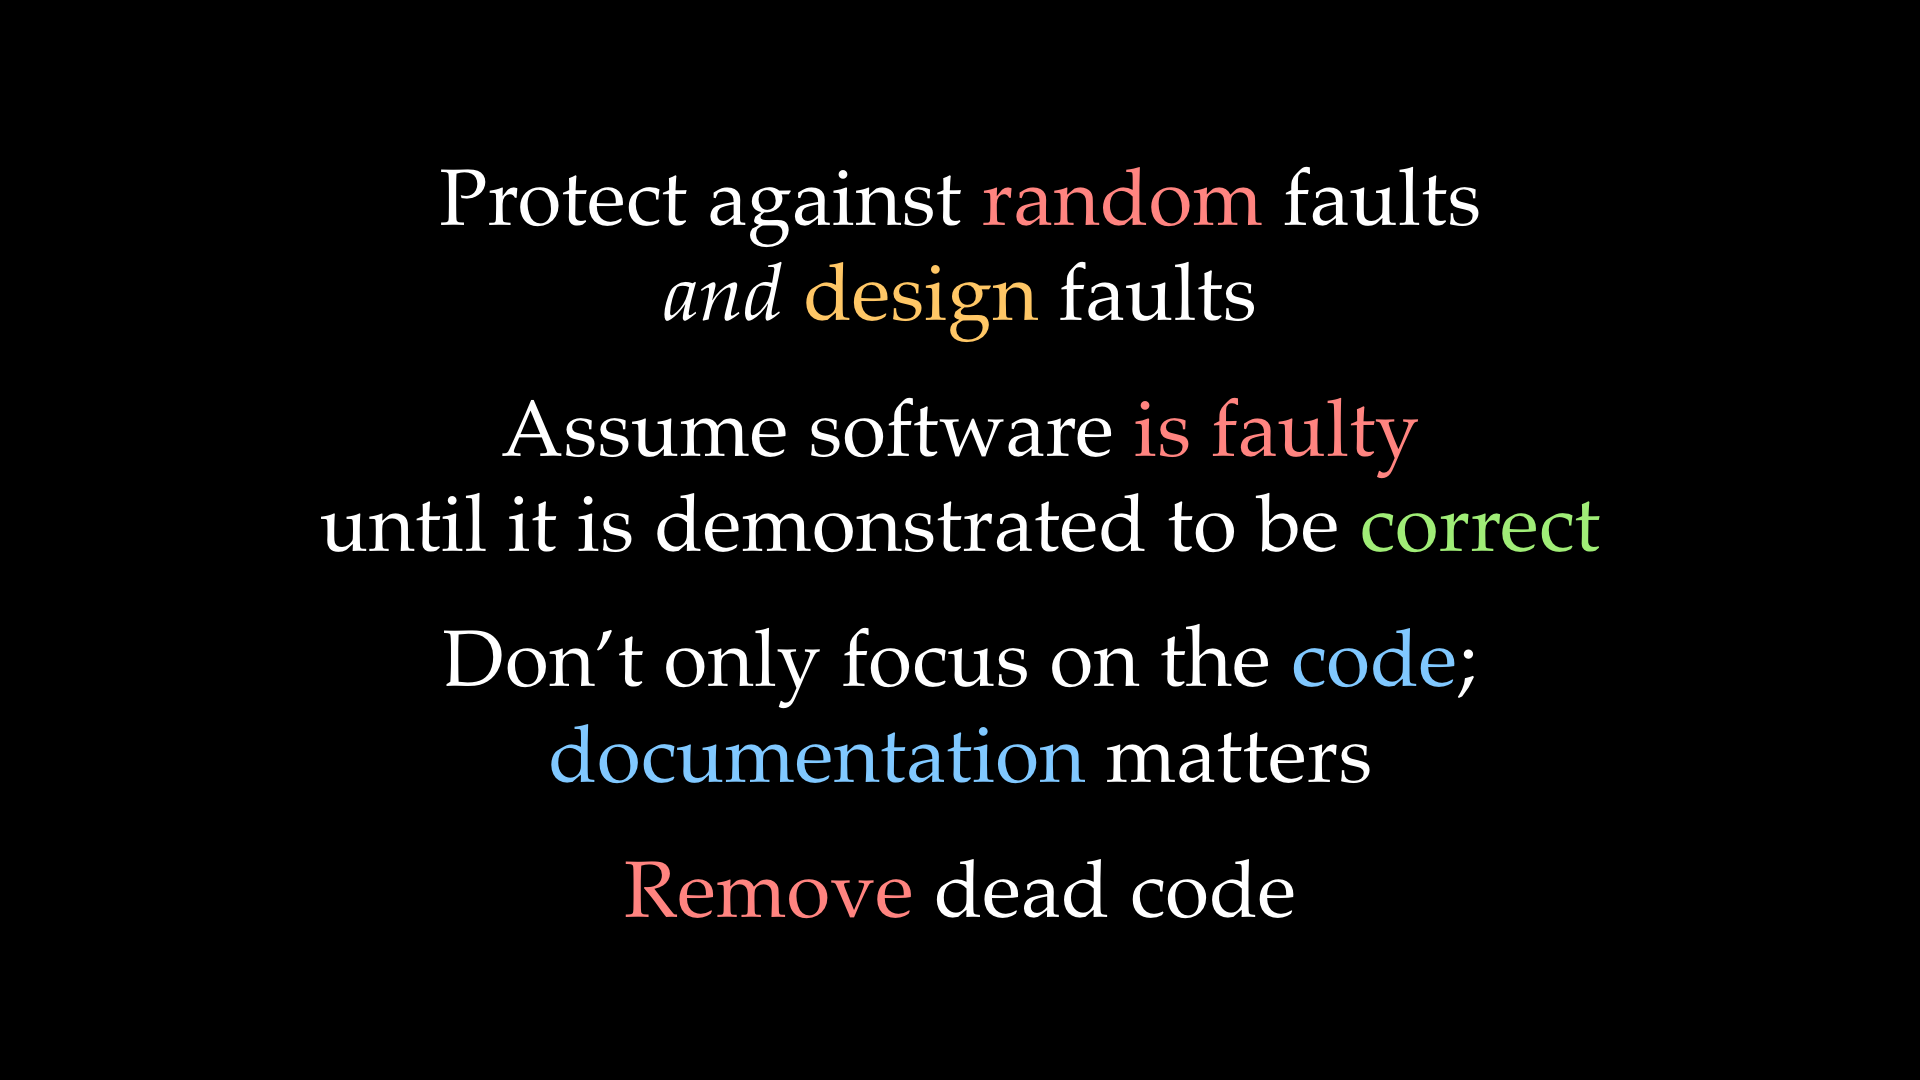 Protect against random faults
and design faults
Assume software is faulty
until it is demonstrated to be correct
Don’t only focus on the code;
documentation matters
Remove dead code